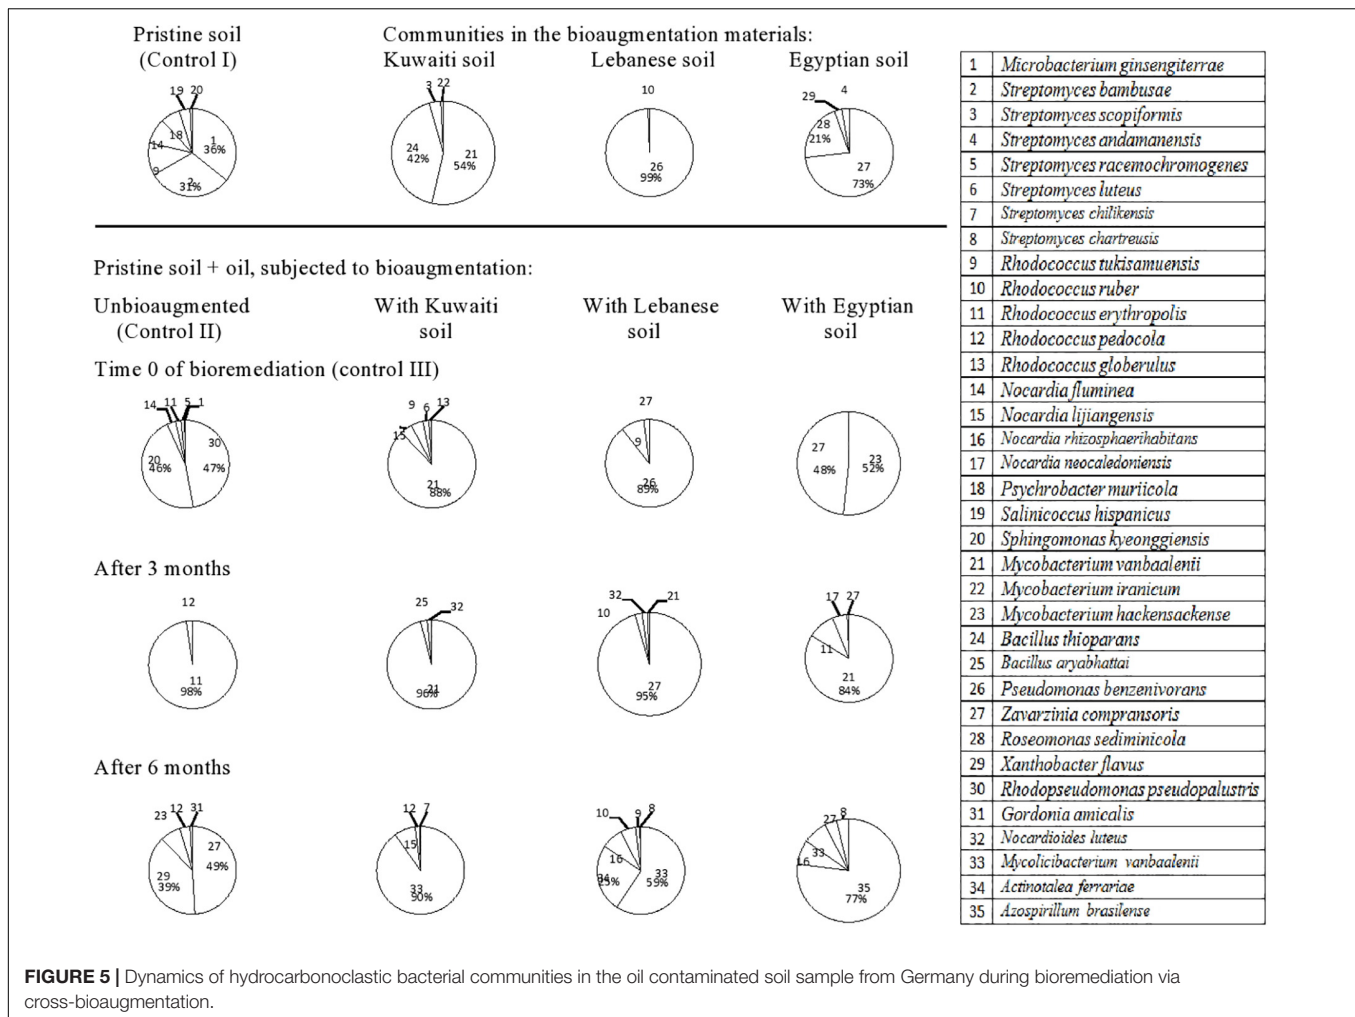 Pristine soil
(Control I)
Communities in the bioaugmentation materials:
Kuwaiti soil
Lebanese soil
Egyptian soil
19 20
18
1
36%
14
9
2
31%
3 22
24
42%
21
54%
10
26
99%
29
4
28
21%
27
73%
Pristine soil + oil, subjected to bioaugmentation:
Unbioaugmented
(Control II)
With Kuwaiti
soil
With Lebanese
soil
With Egyptian
soil
Time 0 of bioremediation (control III)
14 11 5 1
30
47%
20
46%
9 6 13
15
21
88%
27
9
26
89%
27
48%
23
52%
After 3 months
12
11
98%
25
32
21
96%
32 21
10
27
95%
17 27
11
21
84%
After 6 months
23 12 31
27
49%
29
39%
12 7
15
33
90%
10 9 8
16
34
25%
33
59%
27 8
33
16
35
77%
1 Microbacterium ginsengiterrae
2 Streptomyces bambusae
3 Streptomyces scopiformis
4 Streptomyces andamanensis
5 Streptomyces racemochromogenes
6 Streptomyces luteus
7 Streptomyces chilikensis
8 Streptomyces chartreusis
9 Rhodococcus tukisamuensis
10 Rhodococcus ruber
11 Rhodococcus erythropolis
12 Rhodococcus pedocola
13 Rhodococcus globerulus
14 Nocardia fluminea
15 Nocardia lijiangensis
16 Nocardia rhizosphaerihabitans
17 Nocardia neocaledoniensis
18 Psychrobacter muriicola
19 Salinicoccus hispanicus
20 Sphingomonas kyeonggiensis
21 Mycobacterium vanbaalenii
22 Mycobacterium iranicum
23 Mycobacterium hackensackense
24 Bacillus thioparans
25 Bacillus aryabhattai
26 Pseudomonas benzenivorans
27 Zavarzinia compransoris
28 Roseomonas sediminicola
29 Xanthobacter flavus
30 Rhodopseudomonas pseudopalustris
31 Gordonia amicalis
32 Nocardioides luteus
33 Mycolicibacterium vanbaalenii
34 Actinotalea ferrariae
35 Azospirillum brasilense
FIGURE 5 | Dynamics of hydrocarbonoclastic bacterial communities in the oil contaminated soil sample from Germany during bioremediation via
cross-bioaugmentation.